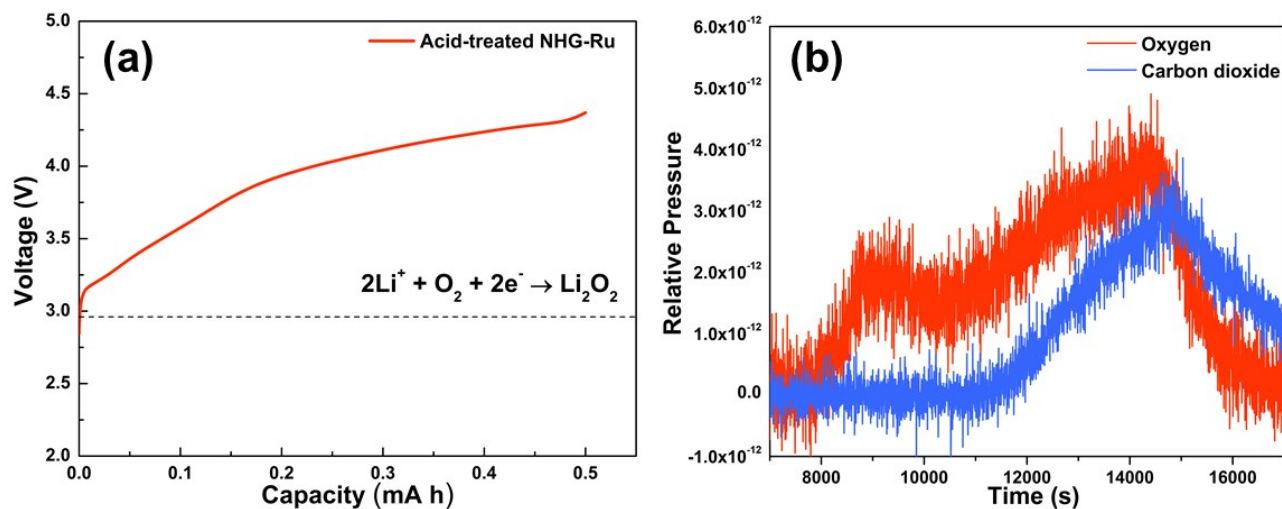 (a)
Acid-treated NHG-Ru
5.0
4.5
4.0
3.5
3.0
2.5
2.0
Voltage (V)
2Li⁺ + O₂ + 2e⁻ → Li₂O₂
0.0 0.1 0.2 0.3 0.4 0.5
Capacity (mA h)
(b)
Oxygen
Carbon dioxide
6.0x10⁻¹²
5.0x10⁻¹²
4.0x10⁻¹²
3.0x10⁻¹²
2.0x10⁻¹²
1.0x10⁻¹²
0.0
-1.0x10⁻¹²
Relative Pressure
8000 10000 12000 14000 16000
Time (s)